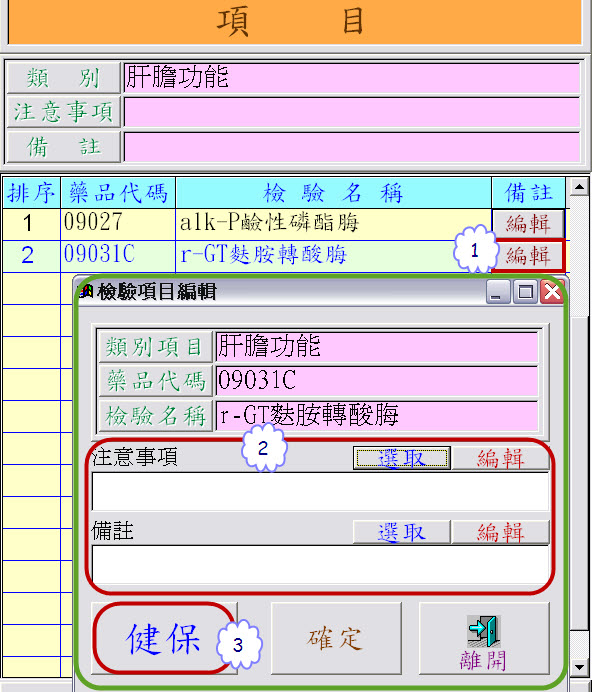 項 目
類 別 肝膽功能
注意事項
備 註
排序 藥品代碼 檢 驗 名 稱 備註
1 09027 alk-P鹼性磷酯脢 編輯
2 09031C r-GT麩胺轉酸脢 1 編輯
檢驗項目編輯
類別項目 肝膽功能
藥品代碼 09031C
檢驗名稱 r-GT麩胺轉酸脢
2
注意事項 選取 編輯
備註 選取 編輯
健保 3 確定 離開